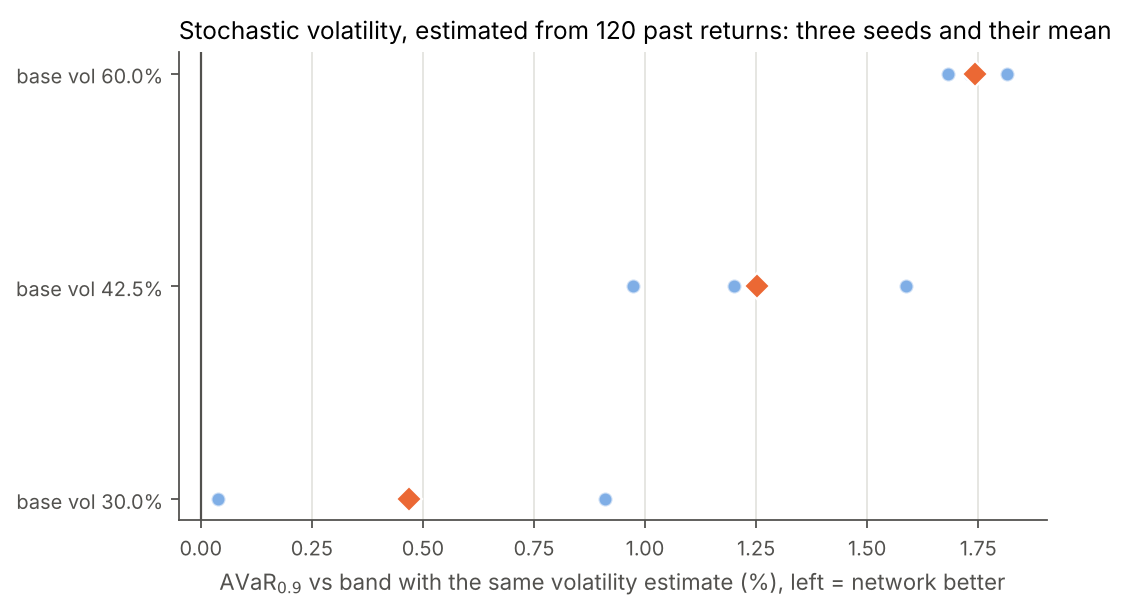 Stochastic volatility, estimated from 120 past returns: three seeds and their mean
base vol 60.0%
base vol 42.5%
base vol 30.0%
0.00 0.25 0.50 0.75 1.00 1.25 1.50 1.75
AVaR0.9 vs band with the same volatility estimate (%), left = network better